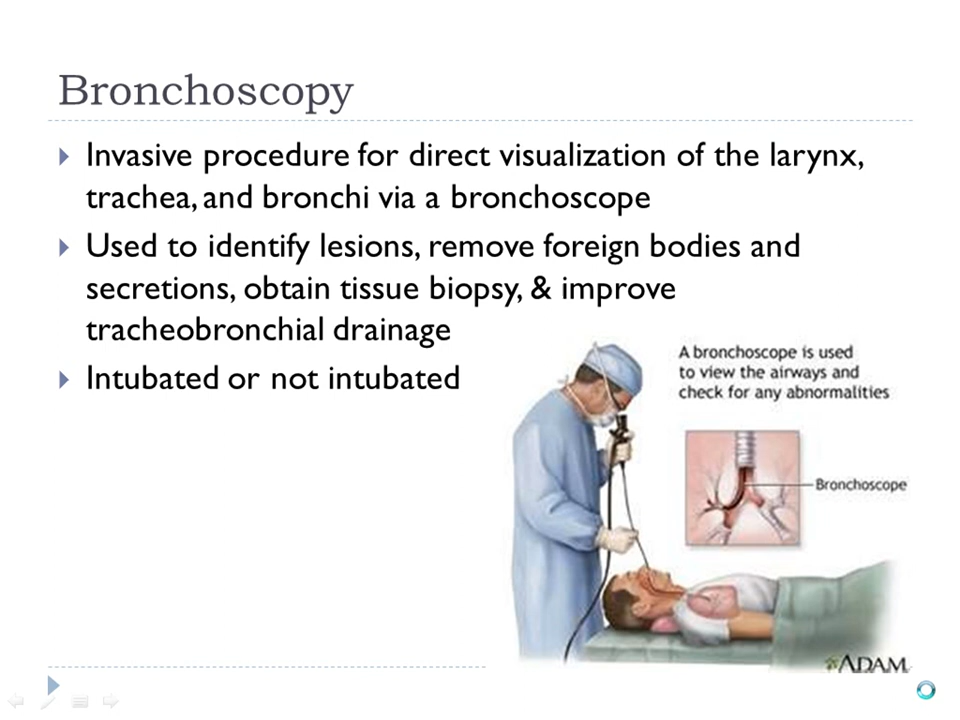 Bronchoscopy
Invasive procedure for direct visualization of the larynx,
trachea, and bronchi via a bronchoscope
Used to identify lesions, remove foreign bodies and
secretions, obtain tissue biopsy, & improve
tracheobronchial drainage
Intubated or not intubated
A bronchoscope is used
to view the airways and
check for any abnormalities
Bronchoscope
ADAM